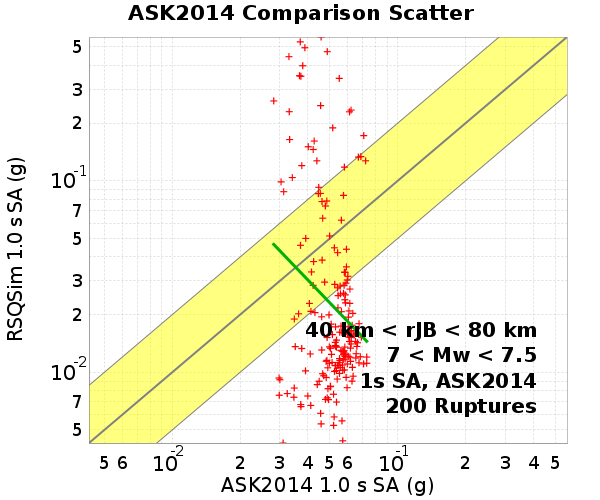 ASK2014 Comparison Scatter
RSQSim 1.0 s SA (g)
5
3
2
10-1
7
5
3
2
10-2
7
5
40 km < rJB < 80 km
7 < Mw < 7.5
1s SA, ASK2014
200 Ruptures
5 6 10-2 2 3 4 5 6 10-1 2 3 4 5
ASK2014 1.0 s SA (g)